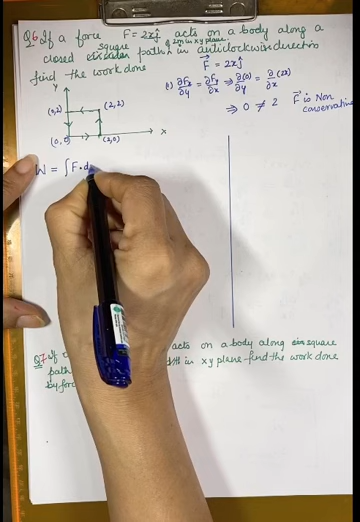 Q6 If a force F = 2xĵ acts on a body along a
square of 2m in xy plane
closed circular path in anticlockwise directio
find the work done
F⃗ = 2xĵ
∂Fx/∂y = ∂Fy/∂x ⇒ ∂(0)/∂y = ∂/∂x (2x)
⇒ 0 ≠ 2 F⃗ is Non
conservative
Y
(0,2) (2,2)
(0,0) (2,0) X
W = ∫F·d
Q7 If acts on a body along square
path in xy plane find the work done
by for